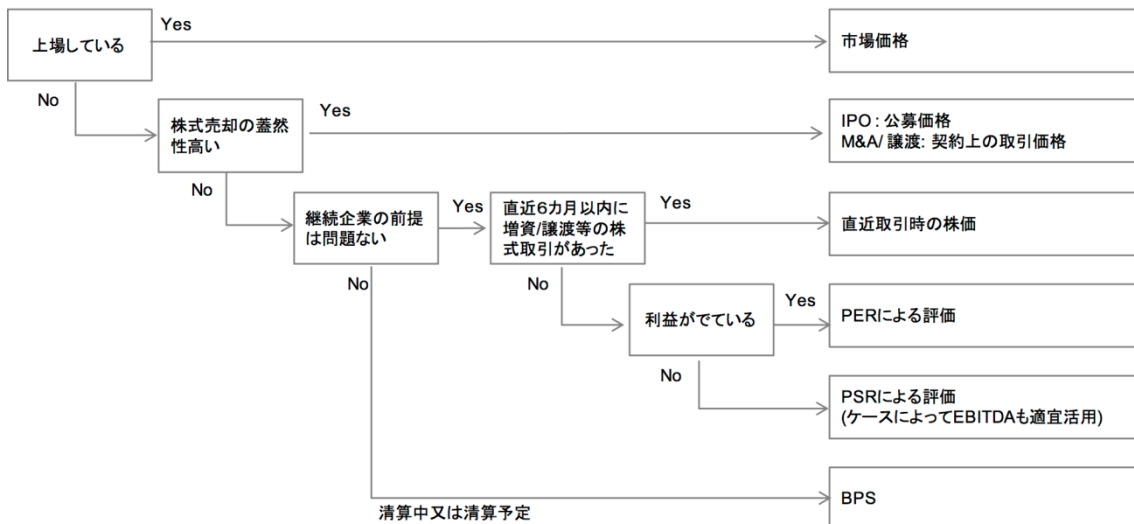 上場している
Yes
市場価格
No
株式売却の蓋然
性高い
Yes
IPO : 公募価格
M&A/ 譲渡: 契約上の取引価格
No
継続企業の前提
は問題ない
Yes
直近6カ月以内に
増資/譲渡等の株
式取引があった
Yes
直近取引時の株価
No
No
利益がでている
Yes
PERによる評価
No
PSRによる評価
(ケースによってEBITDAも適宜活用)
清算中又は清算予定
BPS